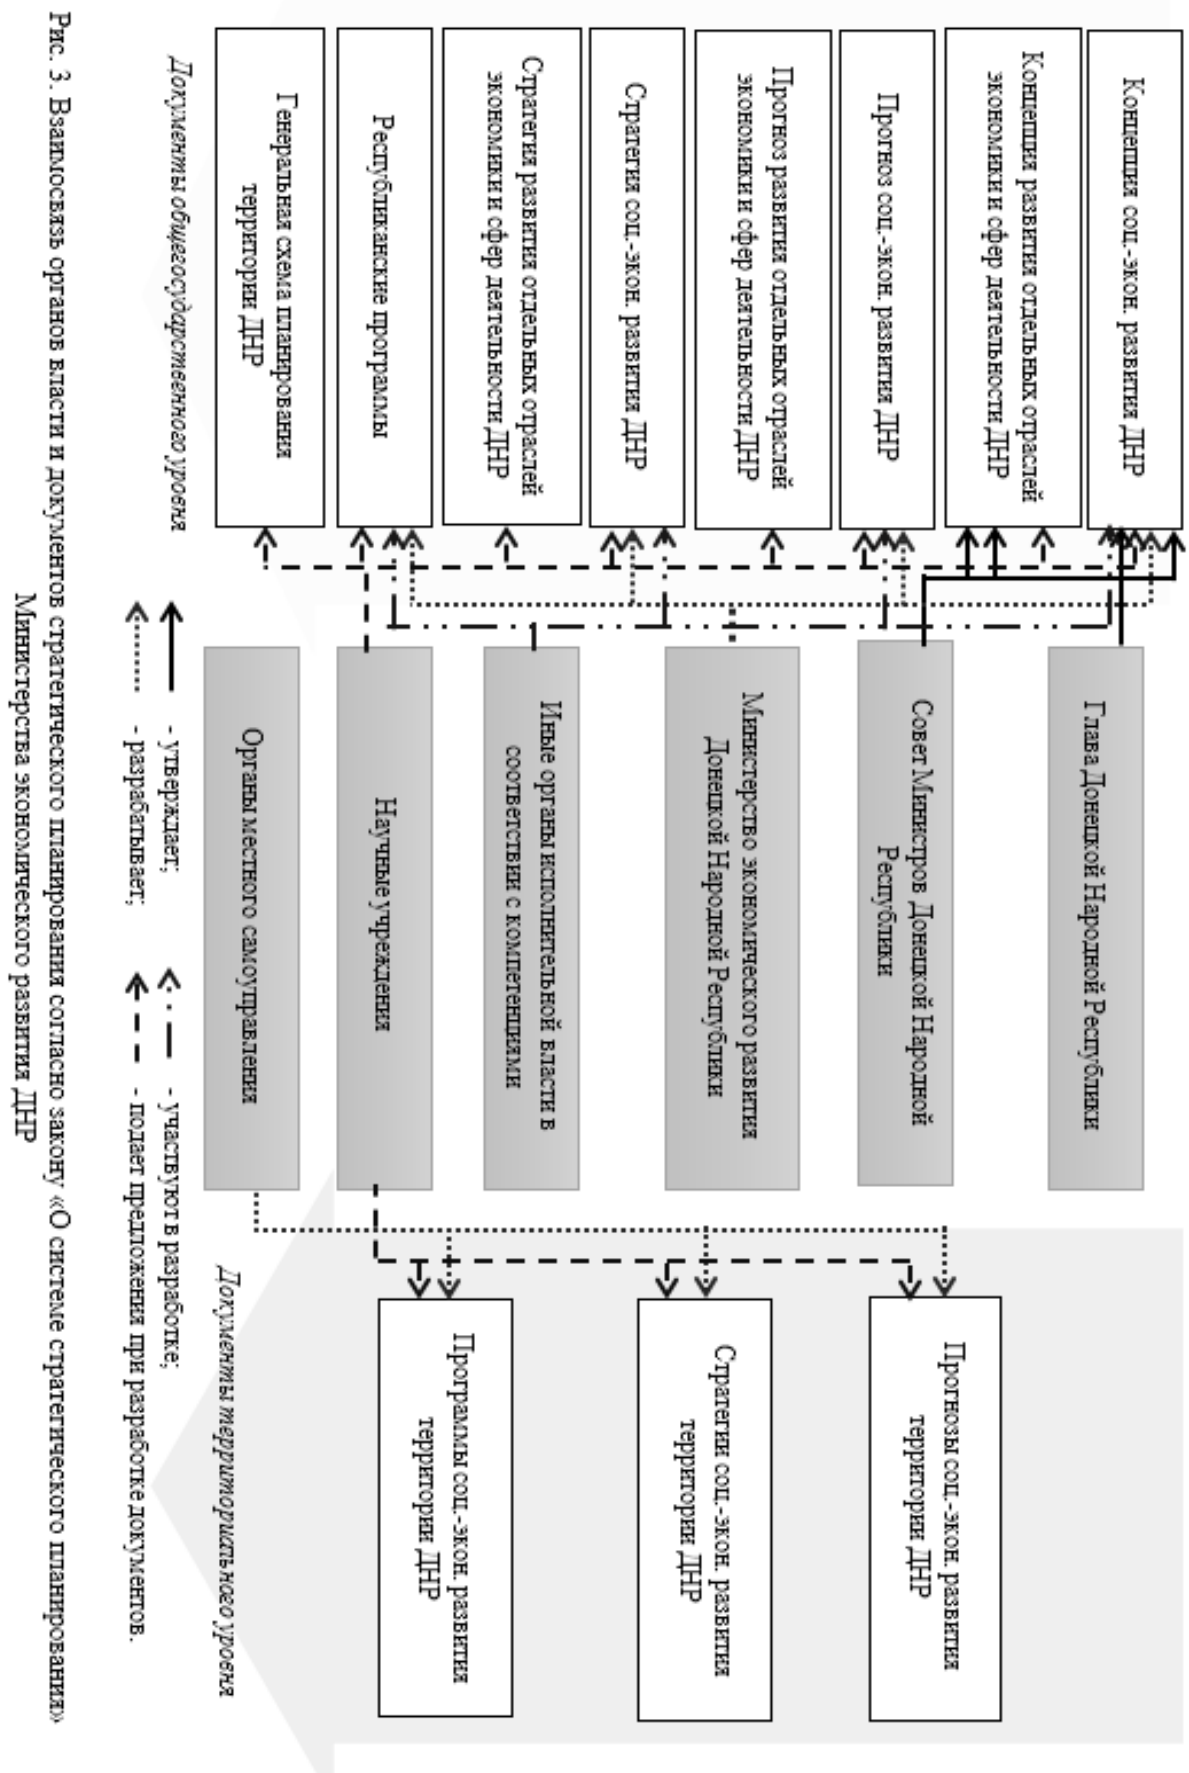 Концепция соц.-экон. развития ДНР
Концепция развития отдельных отраслей
экономики и сфер деятельности ДНР
Прогноз соц.-экон. развития ДНР
Прогноз развития отдельных отраслей
экономики и сфер деятельности ДНР
Стратегия соц.-экон. развития ДНР
Стратегия развития отдельных отраслей
экономики и сфер деятельности ДНР
Республиканские программы
Генеральная схема планирования
территории ДНР
Документы общегосударственного уровня
Глава Донецкой Народной Республики
Совет Министров Донецкой Народной
Республики
Министерство экономического развития
Донецкой Народной Республики
Иные органы исполнительной власти в
соответствии с компетенциями
Научные учреждения
Органы местного самоуправления
Прогнозы соц.-экон. развития
территории ДНР
Стратегии соц.-экон. развития
территории ДНР
Программы соц.-экон. развития
территории ДНР
Документы территориального уровня
- утверждает;
- разрабатывает;
- участвуют в разработке;
- подает предложения при разработке документов.
Рис. 3. Взаимосвязь органов власти и документов стратегического планирования согласно закону «О системе стратегического планирования»
Министерства экономического развития ДНР